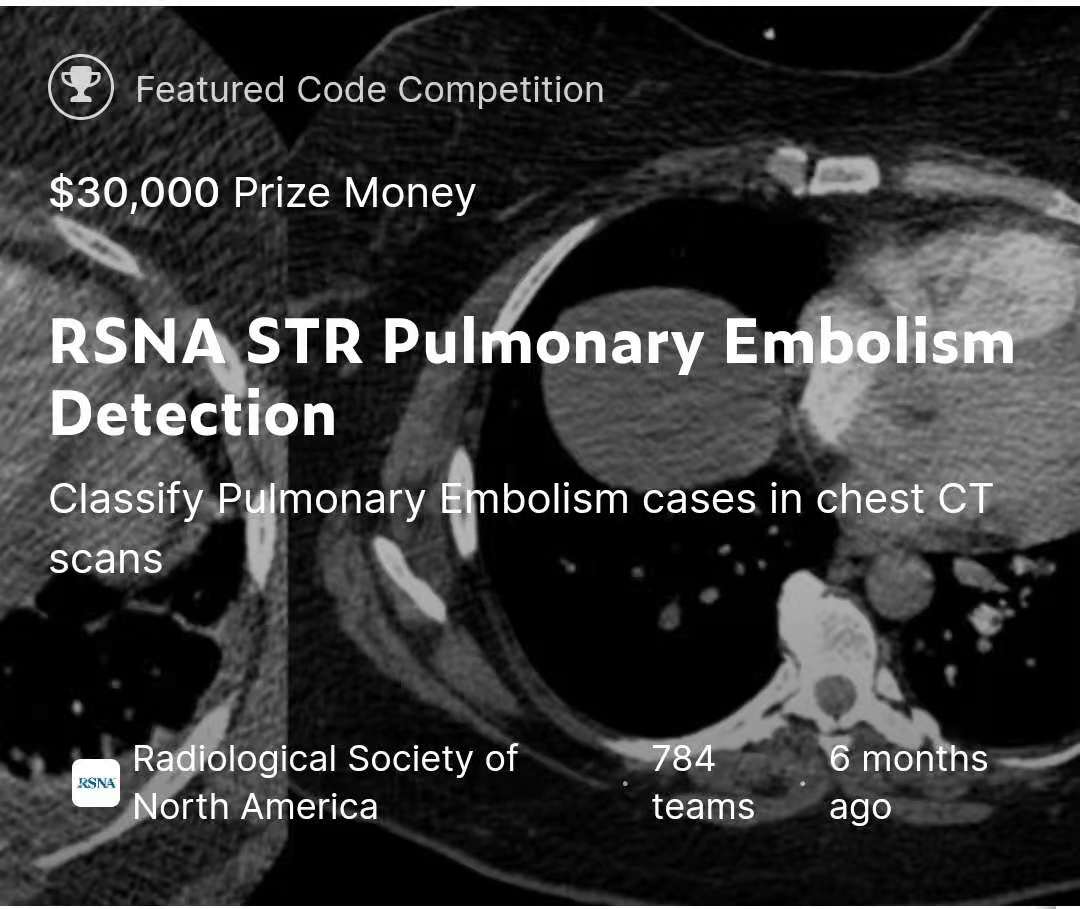 Featured Code Competition
$30,000 Prize Money
RSNA STR Pulmonary Embolism
Detection
Classify Pulmonary Embolism cases in chest CT
scans
RSNA
Radiological Society of
North America
·
784
teams
·
6 months
ago